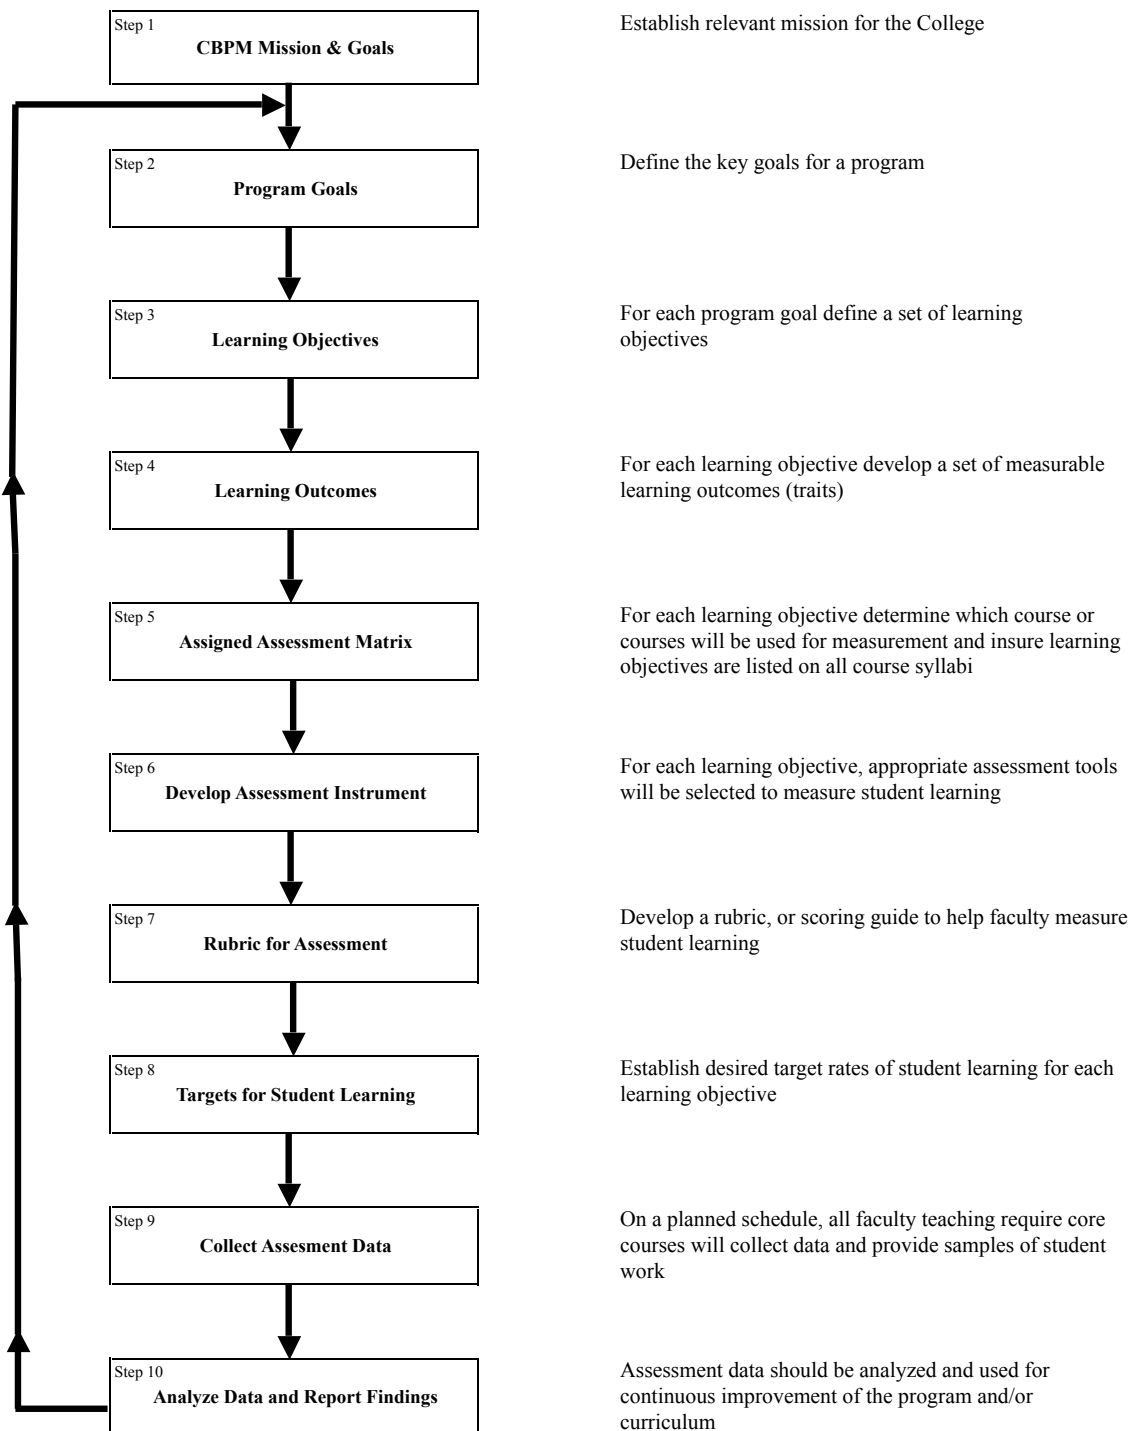 Step 1
CBPM Mission & Goals
Establish relevant mission for the College
Step 2
Program Goals
Define the key goals for a program
Step 3
Learning Objectives
For each program goal define a set of learning
objectives
Step 4
Learning Outcomes
For each learning objective develop a set of measurable
learning outcomes (traits)
Step 5
Assigned Assessment Matrix
For each learning objective determine which course or
courses will be used for measurement and insure learning
objectives are listed on all course syllabi
Step 6
Develop Assessment Instrument
For each learning objective, appropriate assessment tools
will be selected to measure student learning
Step 7
Rubric for Assessment
Develop a rubric, or scoring guide to help faculty measure
student learning
Step 8
Targets for Student Learning
Establish desired target rates of student learning for each
learning objective
Step 9
Collect Assesment Data
On a planned schedule, all faculty teaching require core
courses will collect data and provide samples of student
work
Step 10
Analyze Data and Report Findings
Assessment data should be analyzed and used for
continuous improvement of the program and/or
curriculum